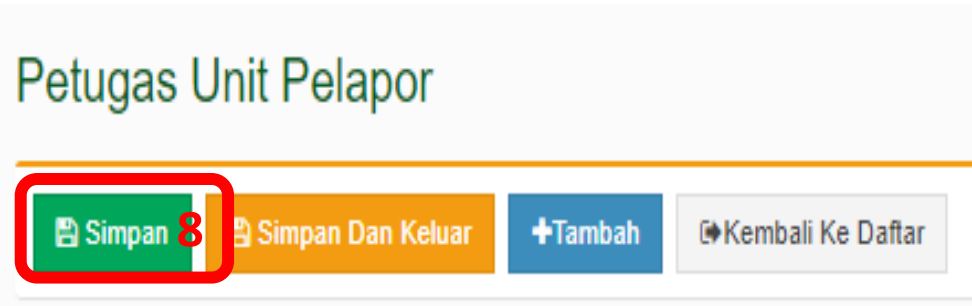 Petugas Unit Pelapor
Simpan 8 Simpan Dan Keluar +Tambah Kembali Ke Daftar